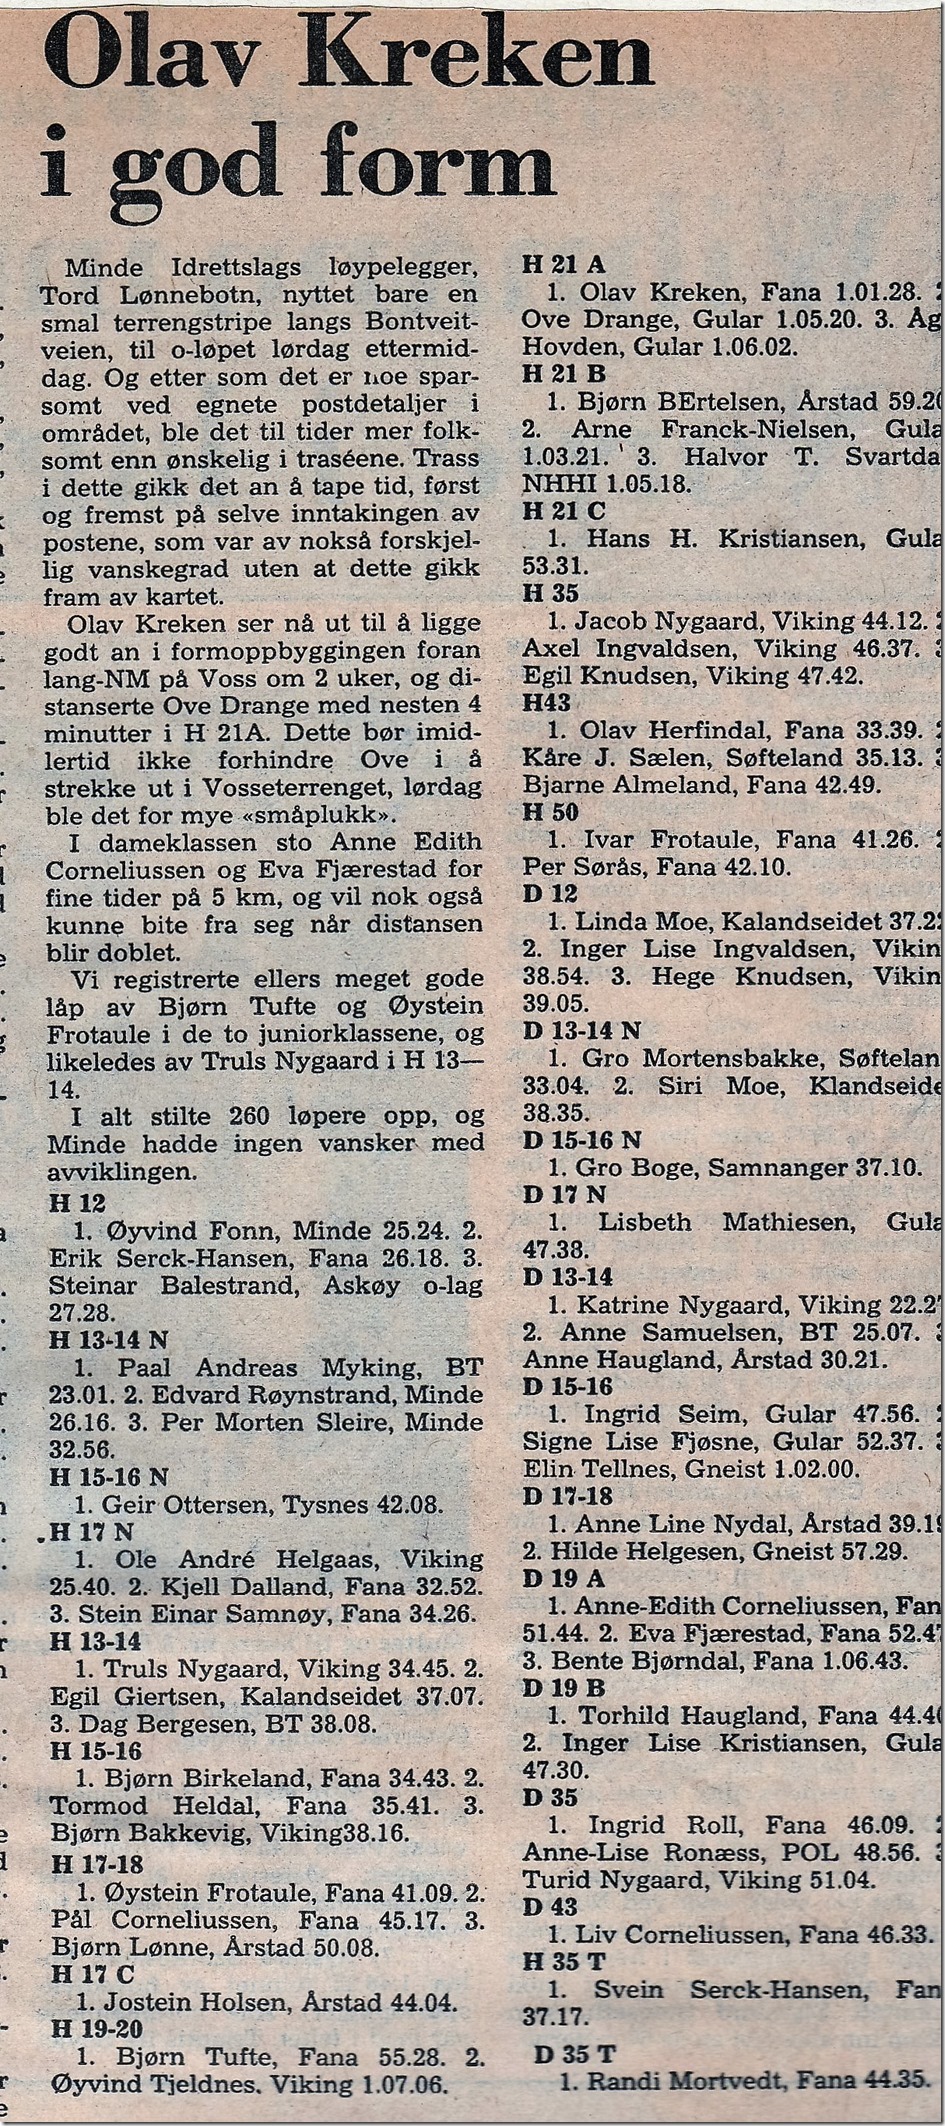 Olav Kreken
i god form
Minde Idrettslags løypelegger,
Tord Lønnebotn, nyttet bare en
smal terrengstripe langs Bontveit-
veien, til o-løpet lørdag ettermid-
dag. Og etter som det er noe spar-
somt ved egnete postdetaljer i
området, ble det til tider mer folk-
somt enn ønskelig i traséene. Trass
i dette gikk det an å tape tid, først
og fremst på selve inntakingen av
postene, som var av nokså forskjel-
lig vanskegrad uten at dette gikk
fram av kartet.
Olav Kreken ser nå ut til å ligge
godt an i formoppbyggingen foran
lang-NM på Voss om 2 uker, og di-
stanserte Ove Drange med nesten 4
minutter i H 21A. Dette bør imid-
lertid ikke forhindre Ove i å
strekke ut i Vosseterrenget, lørdag
ble det for mye «småplukk».
I dameklassen sto Anne Edith
Corneliussen og Eva Fjærestad for
fine tider på 5 km, og vil nok også
kunne bite fra seg når distansen
blir doblet.
Vi registrerte ellers meget gode
låp av Bjørn Tufte og Øystein
Frotaule i de to juniorklassene, og
likeledes av Truls Nygaard i H 13—
14.
I alt stilte 260 løpere opp, og
Minde hadde ingen vansker med
avviklingen.
H 12
1. Øyvind Fonn, Minde 25.24. 2.
Erik Serck-Hansen, Fana 26.18. 3.
Steinar Balestrand, Askøy o-lag
27.28.
H 13-14 N
1. Paal Andreas Myking, BT
23.01. 2. Edvard Røynstrand, Minde
26.16. 3. Per Morten Sleire, Minde
32.56.
H 15-16 N
1. Geir Ottersen, Tysnes 42.08.
H 17 N
1. Ole André Helgaas, Viking
25.40. 2. Kjell Dalland, Fana 32.52.
3. Stein Einar Samnøy, Fana 34.26.
H 13-14
1. Truls Nygaard, Viking 34.45. 2.
Egil Giertsen, Kalandseidet 37.07.
3. Dag Bergesen, BT 38.08.
H 15-16
1. Bjørn Birkeland, Fana 34.43. 2.
Tormod Heldal, Fana 35.41. 3.
Bjørn Bakkevig, Viking38.16.
H 17-18
1. Øystein Frotaule, Fana 41.09. 2.
Pål Corneliussen, Fana 45.17. 3.
Bjørn Lønne, Årstad 50.08.
H 17 C
1. Jostein Holsen, Årstad 44.04.
H 19-20
1. Bjørn Tufte, Fana 55.28. 2.
Øyvind Tjeldnes. Viking 1.07.06.
H 21 A
1. Olav Kreken, Fana 1.01.28.
Ove Drange, Gular 1.05.20. 3. Åg
Hovden, Gular 1.06.02.
H 21 B
1. Bjørn BErtelsen, Årstad 59.2
2. Arne Franck-Nielsen, Gula
1.03.21. 3. Halvor T. Svartda
NHHI 1.05.18.
H 21 C
1. Hans H. Kristiansen, Gula
53.31.
H 35
1. Jacob Nygaard, Viking 44.12.
Axel Ingvaldsen, Viking 46.37.
Egil Knudsen, Viking 47.42.
H43
1. Olav Herfindal, Fana 33.39.
Kåre J. Sælen, Søfteland 35.13.
Bjarne Almeland, Fana 42.49.
H 50
1. Ivar Frotaule, Fana 41.26.
Per Sørås, Fana 42.10.
D 12
1. Linda Moe, Kalandseidet 37.2
2. Inger Lise Ingvaldsen, Vikin
38.54. 3. Hege Knudsen, Vikin
39.05.
D 13-14 N
1. Gro Mortensbakke, Søftelan
33.04. 2. Siri Moe, Klandseide
38.35.
D 15-16 N
1. Gro Boge, Samnanger 37.10.
D 17 N
1. Lisbeth Mathiesen, Gula
47.38.
D 13-14
1. Katrine Nygaard, Viking 22.2
2. Anne Samuelsen, BT 25.07.
Anne Haugland, Årstad 30.21.
D 15-16
1. Ingrid Seim, Gular 47.56.
Signe Lise Fjøsne, Gular 52.37.
Elin Tellnes, Gneist 1.02.00.
D 17-18
1. Anne Line Nydal, Årstad 39.1
2. Hilde Helgesen, Gneist 57.29.
D 19 A
1. Anne-Edith Corneliussen, Fan
51.44. 2. Eva Fjærestad, Fana 52.4
3. Bente Bjørndal, Fana 1.06.43.
D 19 B
1. Torhild Haugland, Fana 44.4
2. Inger Lise Kristiansen, Gula
47.30.
D 35
1. Ingrid Roll, Fana 46.09.
Anne-Lise Ronæss, POL 48.56.
Turid Nygaard, Viking 51.04.
D 43
1. Liv Corneliussen, Fana 46.33.
H 35 T
1. Svein Serck-Hansen, Fan
37.17.
D 35 T
1. Randi Mortvedt, Fana 44.35.